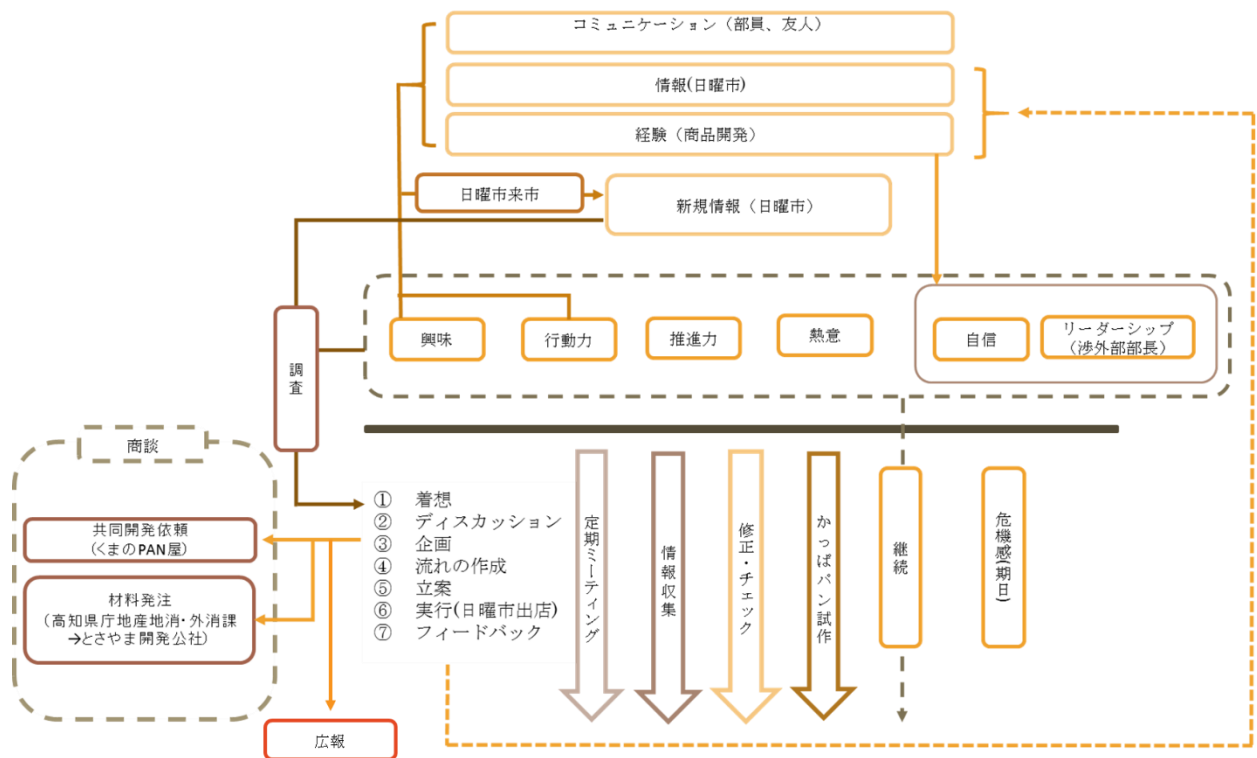 コミュニケーション（部員、友人）
情報(日曜市)
経験（商品開発）
日曜市来市
新規情報（日曜市）
調査
興味
行動力
推進力
熱意
自信
リーダーシップ
（渉外部部長）
商談
共同開発依頼
（くまのPAN屋）
材料発注
（高知県庁地産地消・外消課
→とさやま開発公社）
広報
① 着想
② ディスカッション
③ 企画
④ 流れの作成
⑤ 立案
⑥ 実行(日曜市出店)
⑦ フィードバック
定期ミーティング
情報収集
修正・チェック
かっぱパン試作
継続
危機感(期日)